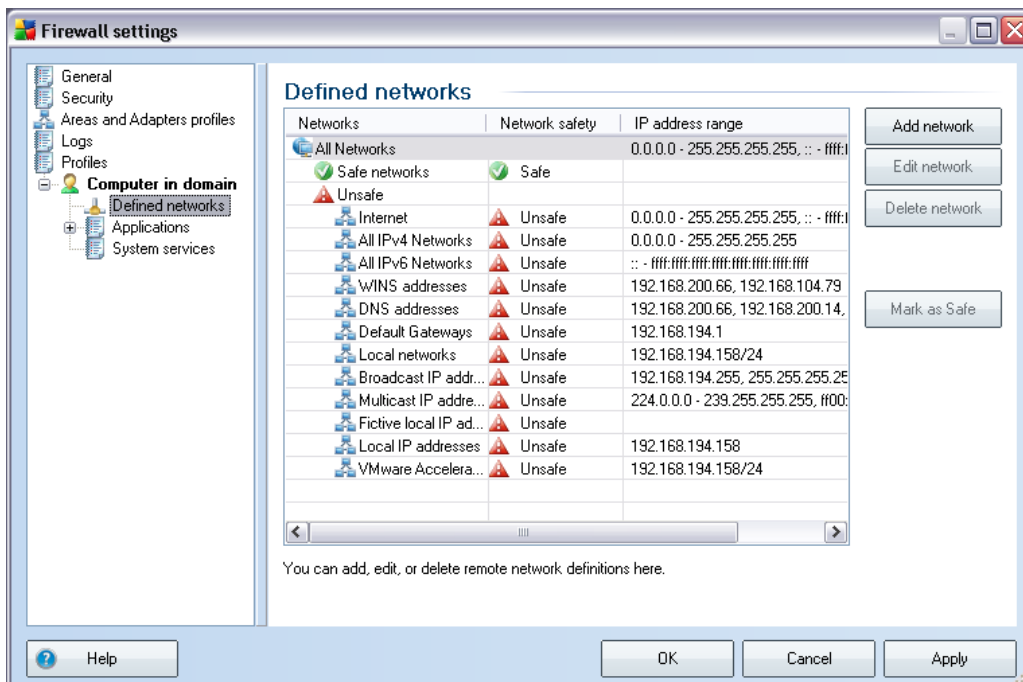 Firewall settings
General
Security
Areas and Adapters profiles
Logs
Profiles
Computer in domain
Defined networks
Applications
System services
Defined networks
Networks Network safety IP address range
All Networks 0.0.0.0 - 255.255.255.255, :: - ffff:
Safe networks Safe
Unsafe
Internet Unsafe 0.0.0.0 - 255.255.255.255, :: - ffff:
All IPv4 Networks Unsafe 0.0.0.0 - 255.255.255.255
All IPv6 Networks Unsafe :: - ffff:ffff:ffff:ffff:ffff:ffff:ffff:ffff
WINS addresses Unsafe 192.168.200.66, 192.168.104.79
DNS addresses Unsafe 192.168.200.66, 192.168.200.14,
Default Gateways Unsafe 192.168.194.1
Local networks Unsafe 192.168.194.158/24
Broadcast IP addr... Unsafe 192.168.194.255, 255.255.255.25
Multicast IP addre... Unsafe 224.0.0.0 - 239.255.255.255, ff00:
Fictive local IP ad... Unsafe
Local IP addresses Unsafe 192.168.194.158
VMware Accelera... Unsafe 192.168.194.158/24
Add network
Edit network
Delete network
Mark as Safe
You can add, edit, or delete remote network definitions here.
Help
OK
Cancel
Apply